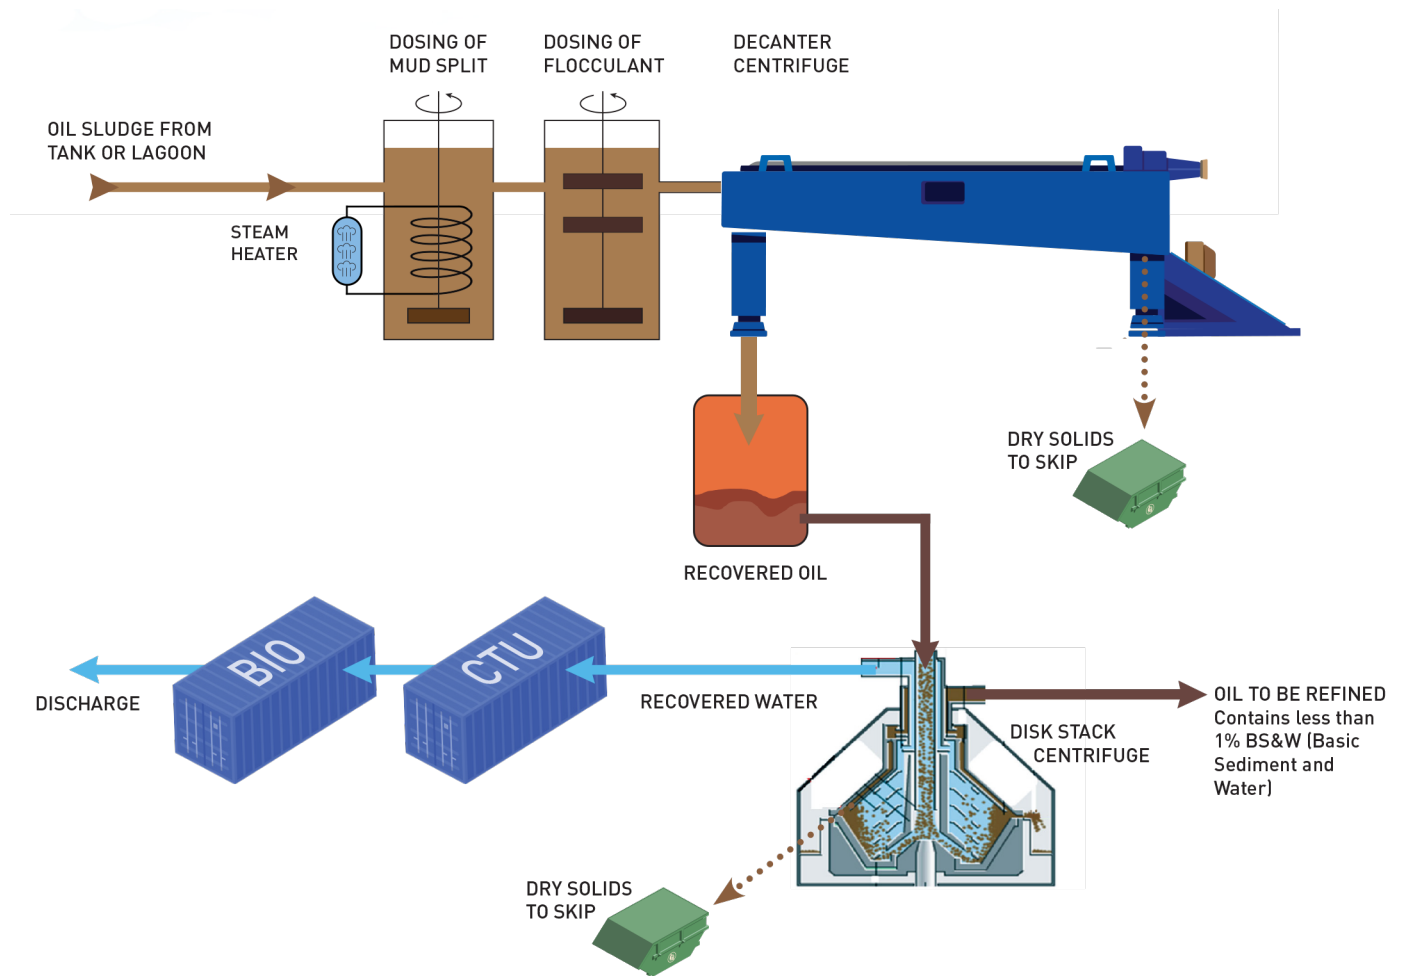 DOSING OF
MUD SPLIT
DOSING OF
FLOCCULANT
DECANTER
CENTRIFUGE
OIL SLUDGE FROM
TANK OR LAGOON
STEAM
HEATER
DRY SOLIDS
TO SKIP
RECOVERED OIL
BIO
CTU
DISCHARGE
RECOVERED WATER
OIL TO BE REFINED
Contains less than
1% BS&W (Basic
Sediment and
Water)
DISK STACK
CENTRIFUGE
DRY SOLIDS
TO SKIP